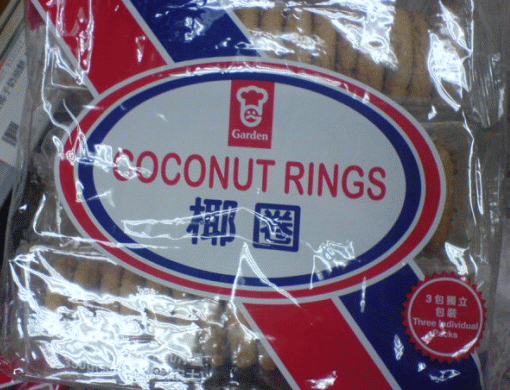 Garden
COCONUT RINGS
椰圈
3包獨立
包裝
Three Individual
Packs